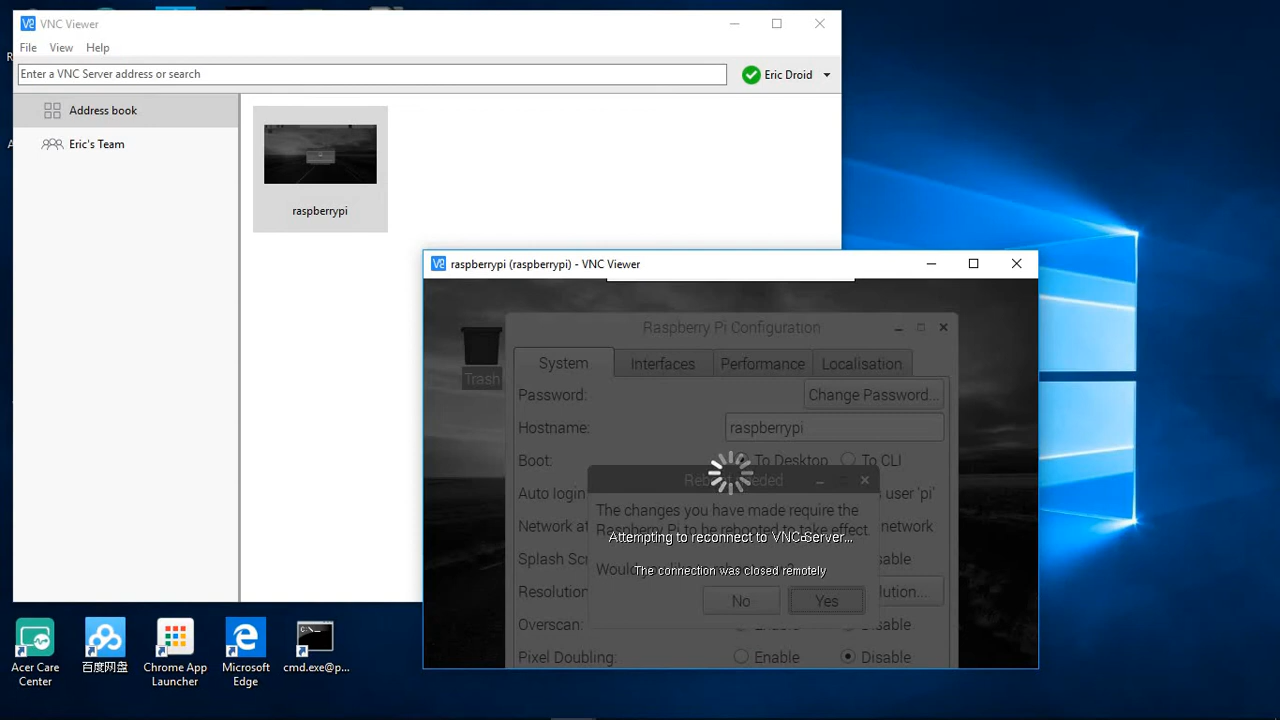 VNC Viewer
File View Help
Enter a VNC Server address or search
Eric Droid
Address book
Eric's Team
raspberrypi
raspberrypi (raspberrypi) - VNC Viewer
Trash
Raspberry Pi Configuration
System Interfaces Performance Localisation
Password: Change Password...
Hostname: raspberrypi
Boot: To Desktop To CLI
Auto login user 'pi'
Network at network
Splash Scr
Resolution
Overscan:
Pixel Doubling: Enable Disable
The changes you have made require the
Raspberry Pi to be rebooted to take effect.
Attempting to reconnect to VNC Server...
The connection was closed remotely
No Yes
Acer Care
Center
百度网盘
Chrome App
Launcher
Microsoft
Edge
C:\_
cmd.exe@p...